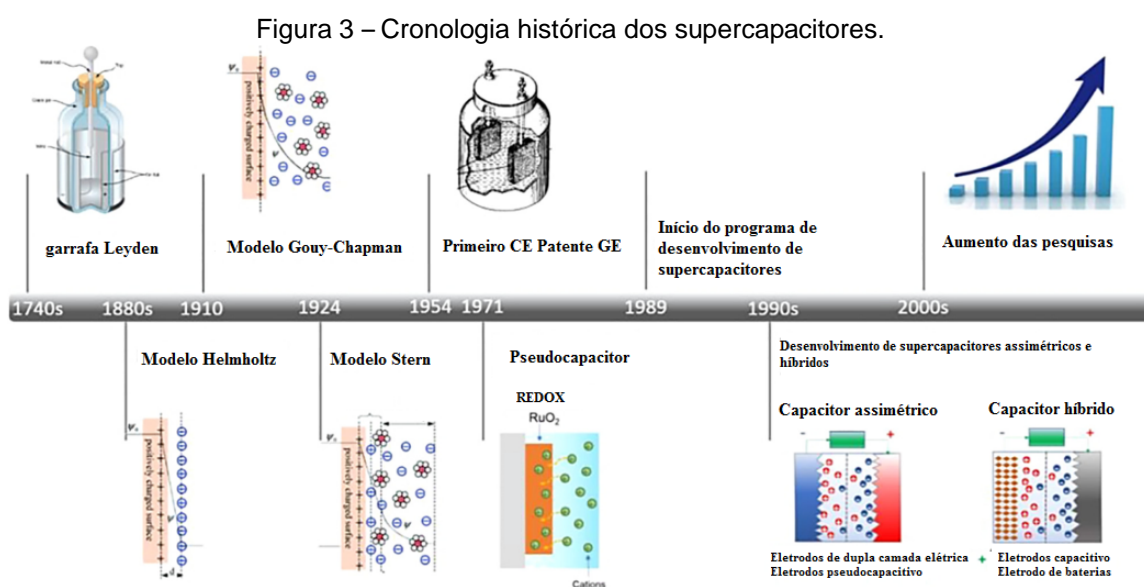 Figura 3 – Cronologia histórica dos supercapacitores.
Ψ₀
positively charged surface
Ψ
garrafa Leyden
Modelo Gouy-Chapman
Primeiro CE Patente GE
Início do programa de
desenvolvimento de
supercapacitores
Aumento das pesquisas
1740s
1880s
1910
1924
1954
1971
1989
1990s
2000s
Modelo Helmholtz
Modelo Stern
Pseudocapacitor
Desenvolvimento de supercapacitores assimétricos e
híbridos
REDOX
RuO₂
Capacitor assimétrico
Capacitor híbrido
Ψ₀
positively charged surface
Ψ
d
Ψ₀
positively charged surface
Ψ
Cations
- +
- +
Eletrodos de dupla camada elétrica
Eletrodos pseudocapacitivo
+ Eletrodos capacitivo
Eletrodo de baterias